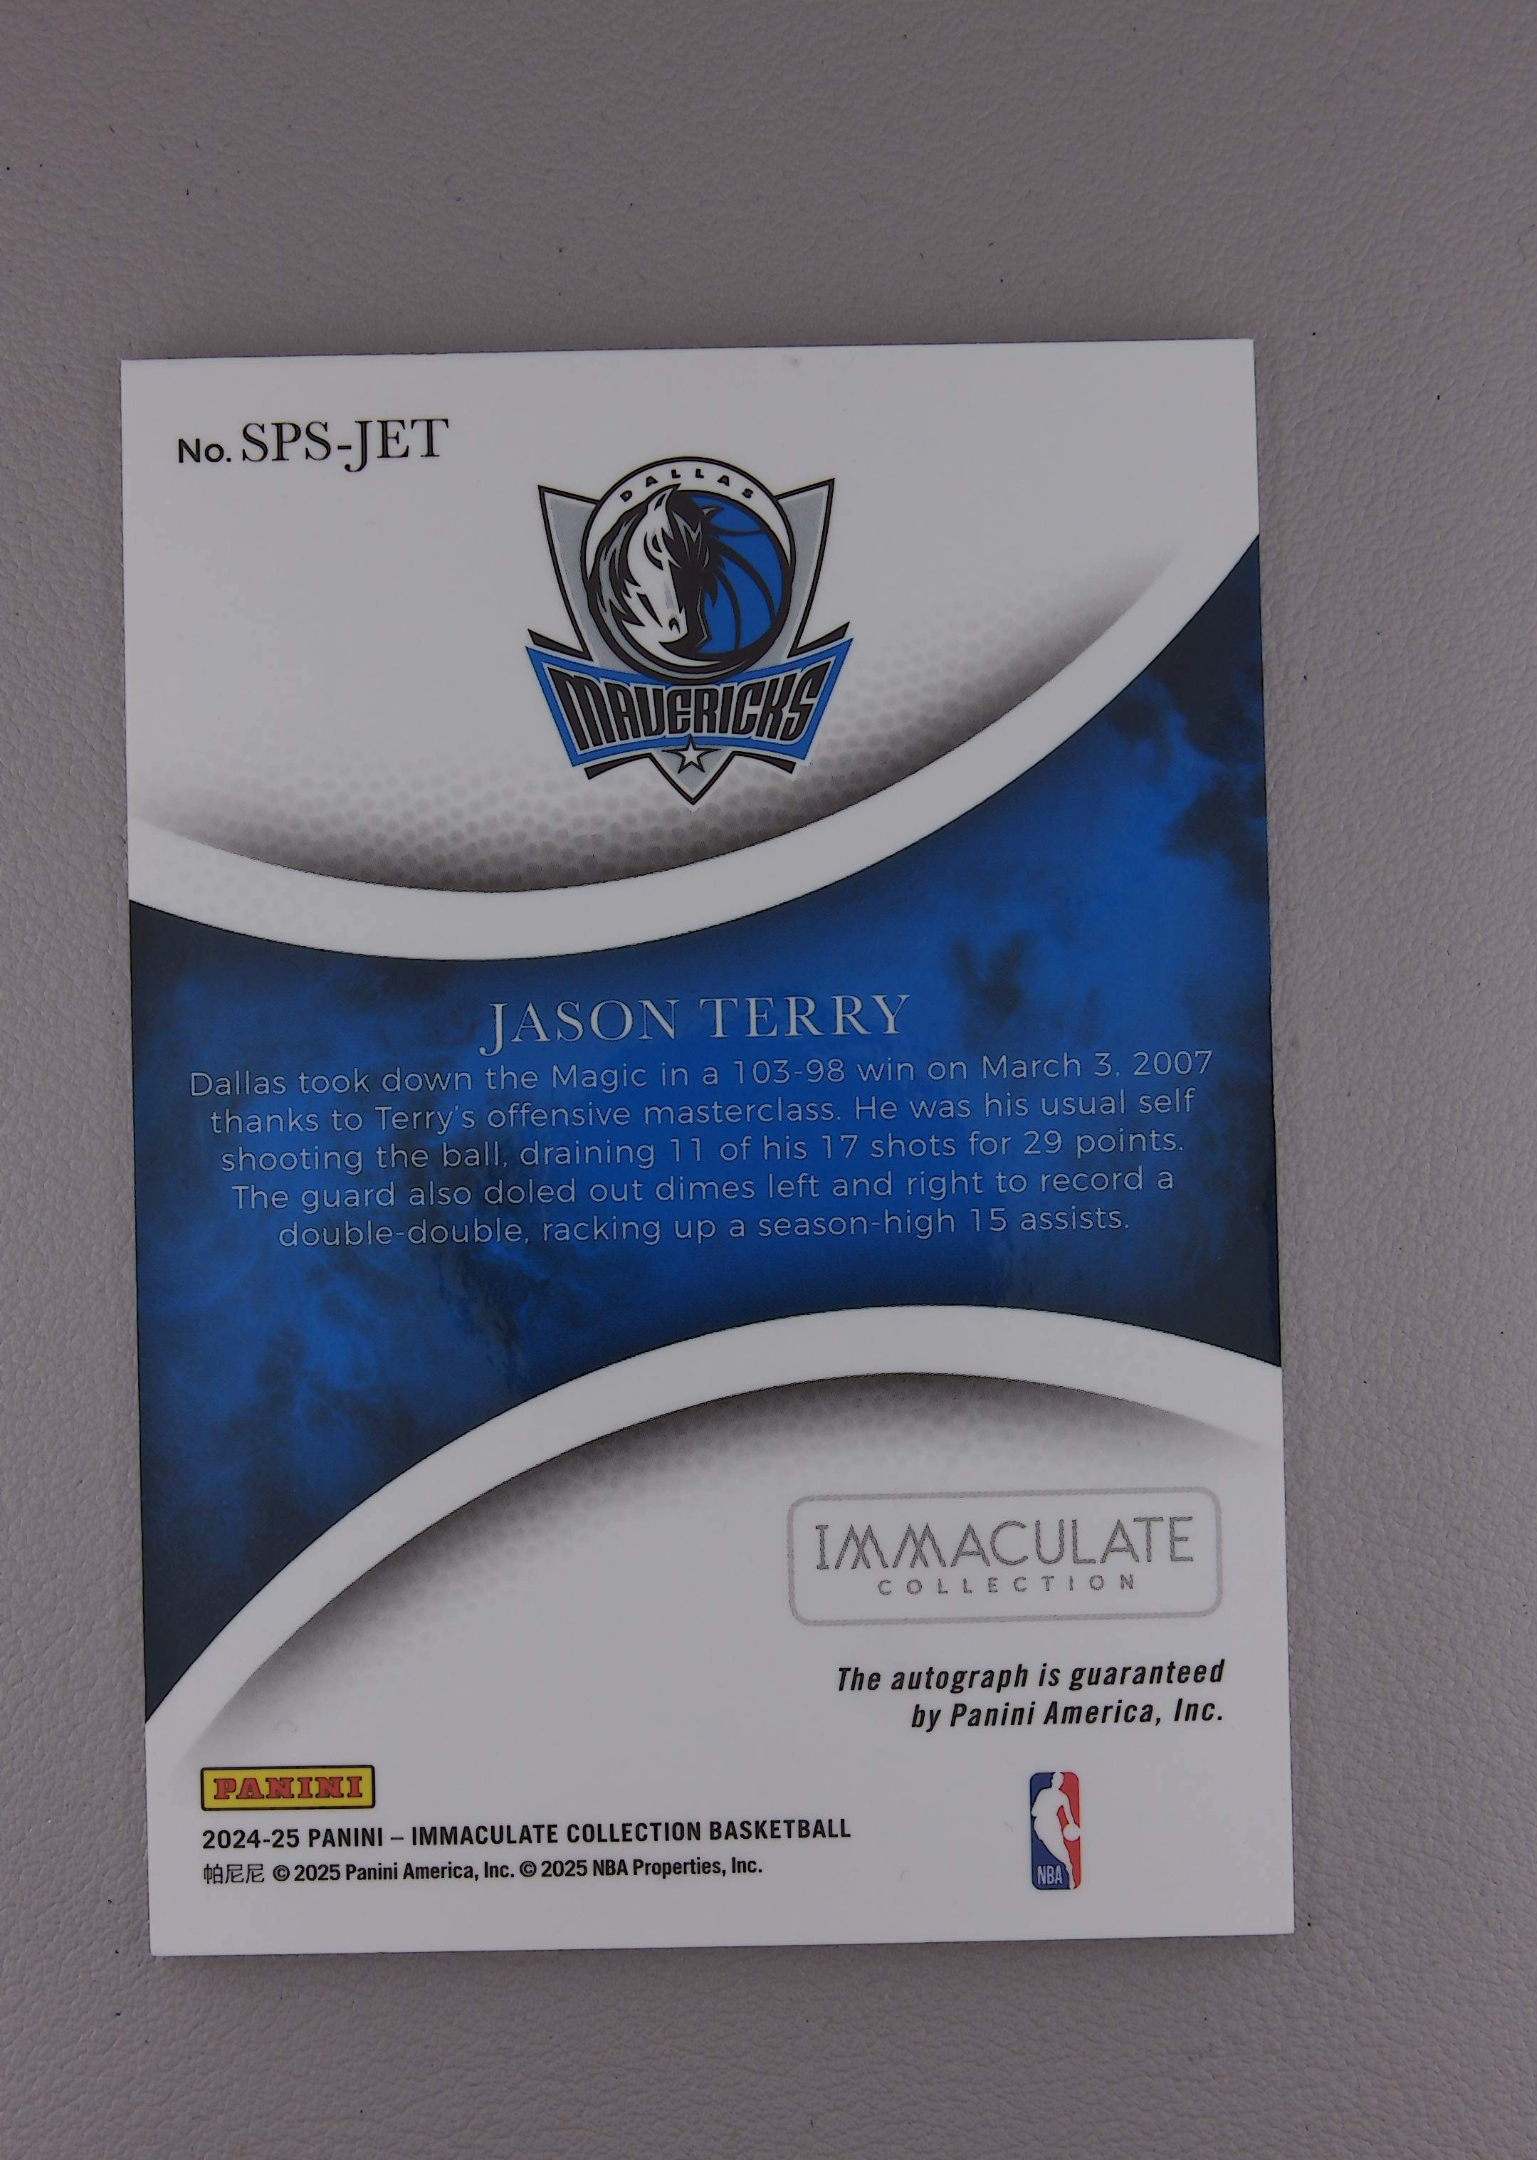 No. SPS-JET
DALLAS
MAVERICKS
JASON TERRY
Dallas took down the Magic in a 103-98 win on March 3, 2007
thanks to Terry's offensive masterclass. He was his usual self
shooting the ball, draining 11 of his 17 shots for 29 points.
The guard also doled out dimes left and right to record a
double-double, racking up a season-high 15 assists.
IMMACULATE
COLLECTION
The autograph is guaranteed
by Panini America, Inc.
PANINI
2024-25 PANINI – IMMACULATE COLLECTION BASKETBALL
帕尼尼 © 2025 Panini America, Inc. © 2025 NBA Properties, Inc.
NBA